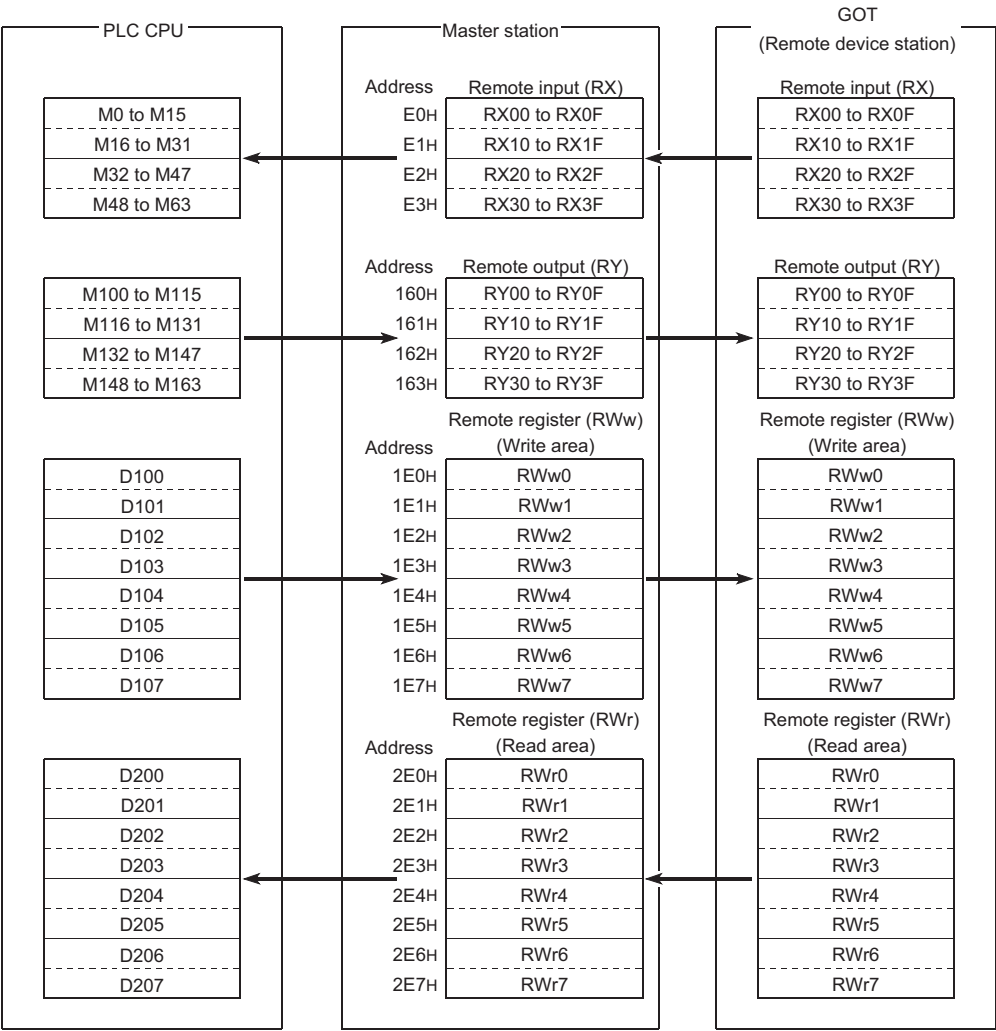 GOT
PLC CPU Master station (Remote device station)
Address Remote input (RX) Remote input (RX)
M0 to M15 E0H RX00 to RX0F RX00 to RX0F
M16 to M31 E1H RX10 to RX1F RX10 to RX1F
M32 to M47 E2H RX20 to RX2F RX20 to RX2F
M48 to M63 E3H RX30 to RX3F RX30 to RX3F
Address Remote output (RY) Remote output (RY)
M100 to M115 160H RY00 to RY0F RY00 to RY0F
M116 to M131 161H RY10 to RY1F RY10 to RY1F
M132 to M147 162H RY20 to RY2F RY20 to RY2F
M148 to M163 163H RY30 to RY3F RY30 to RY3F
Remote register (RWw) Remote register (RWw)
Address (Write area) (Write area)
D100 1E0H RWw0 RWw0
D101 1E1H RWw1 RWw1
D102 1E2H RWw2 RWw2
D103 1E3H RWw3 RWw3
D104 1E4H RWw4 RWw4
D105 1E5H RWw5 RWw5
D106 1E6H RWw6 RWw6
D107 1E7H RWw7 RWw7
Remote register (RWr) Remote register (RWr)
Address (Read area) (Read area)
D200 2E0H RWr0 RWr0
D201 2E1H RWr1 RWr1
D202 2E2H RWr2 RWr2
D203 2E3H RWr3 RWr3
D204 2E4H RWr4 RWr4
D205 2E5H RWr5 RWr5
D206 2E6H RWr6 RWr6
D207 2E7H RWr7 RWr7